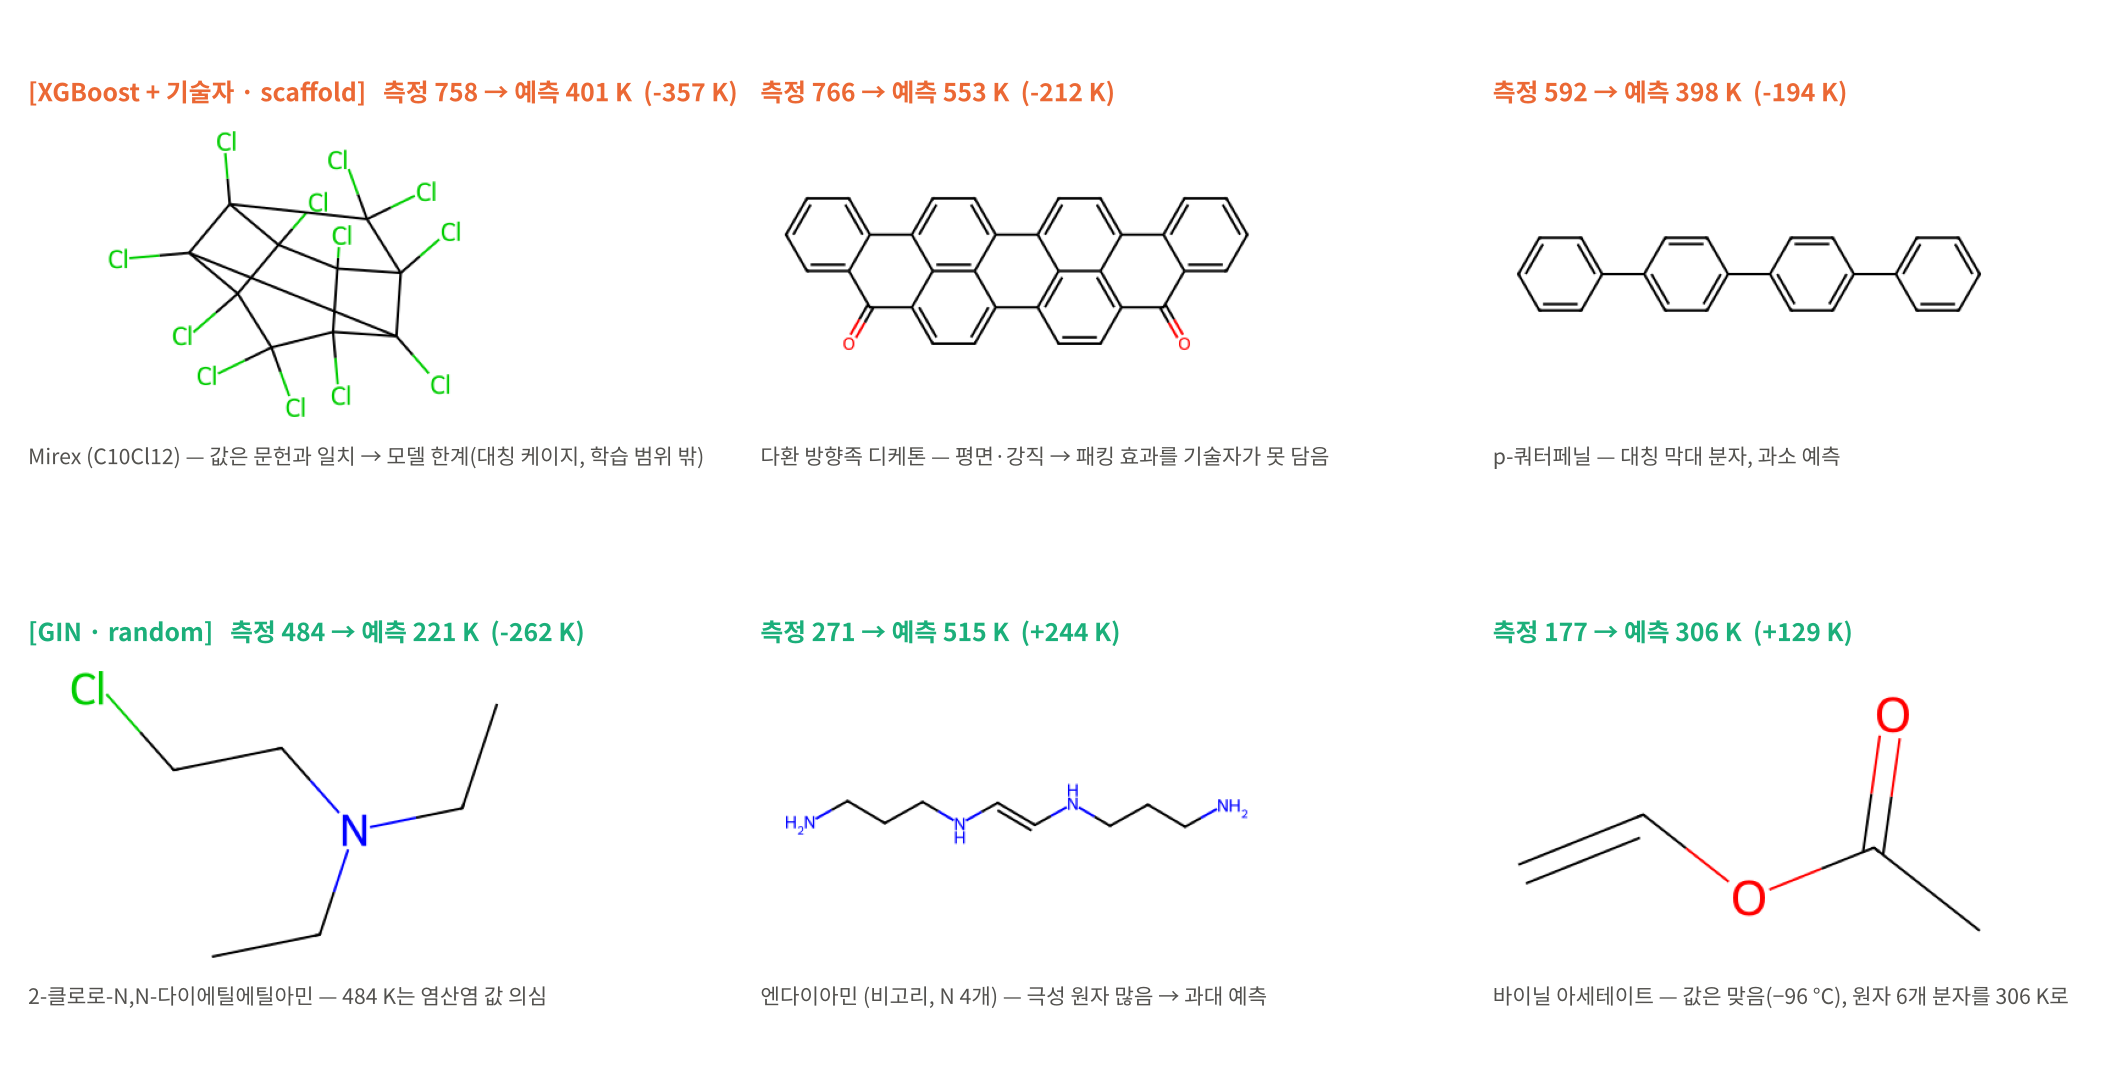 [XGBoost + 기술자 · scaffold] 측정 758 → 예측 401 K (-357 K)
측정 766 → 예측 553 K (-212 K)
측정 592 → 예측 398 K (-194 K)
Cl
Cl
Cl
Cl
Cl
Cl
Cl
Cl
Cl
Cl
Cl
Cl
O
O
Mirex (C10Cl12) — 값은 문헌과 일치 → 모델 한계(대칭 케이지, 학습 범위 밖)
다환 방향족 디케톤 — 평면·강직 → 패킹 효과를 기술자가 못 담음
p-쿼터페닐 — 대칭 막대 분자, 과소 예측
[GIN · random] 측정 484 → 예측 221 K (-262 K)
측정 271 → 예측 515 K (+244 K)
측정 177 → 예측 306 K (+129 K)
Cl
N
H₂N
N
H
H
N
NH₂
O
O
2-클로로-N,N-다이에틸에틸아민 — 484 K는 염산염 값 의심
엔다이아민 (비고리, N 4개) — 극성 원자 많음 → 과대 예측
바이닐 아세테이트 — 값은 맞음(−96 °C), 원자 6개 분자를 306 K로